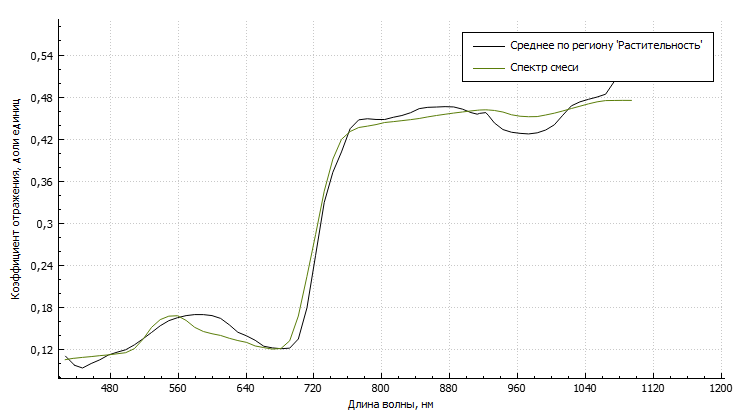 Среднее по региону 'Растительность'
Спектр смеси
Коэффициент отражения, доли единиц
0,54
0,48
0,42
0,36
0,3
0,24
0,18
0,12
480 560 640 720 800 880 960 1040 1120 1200
Длина волны, нм